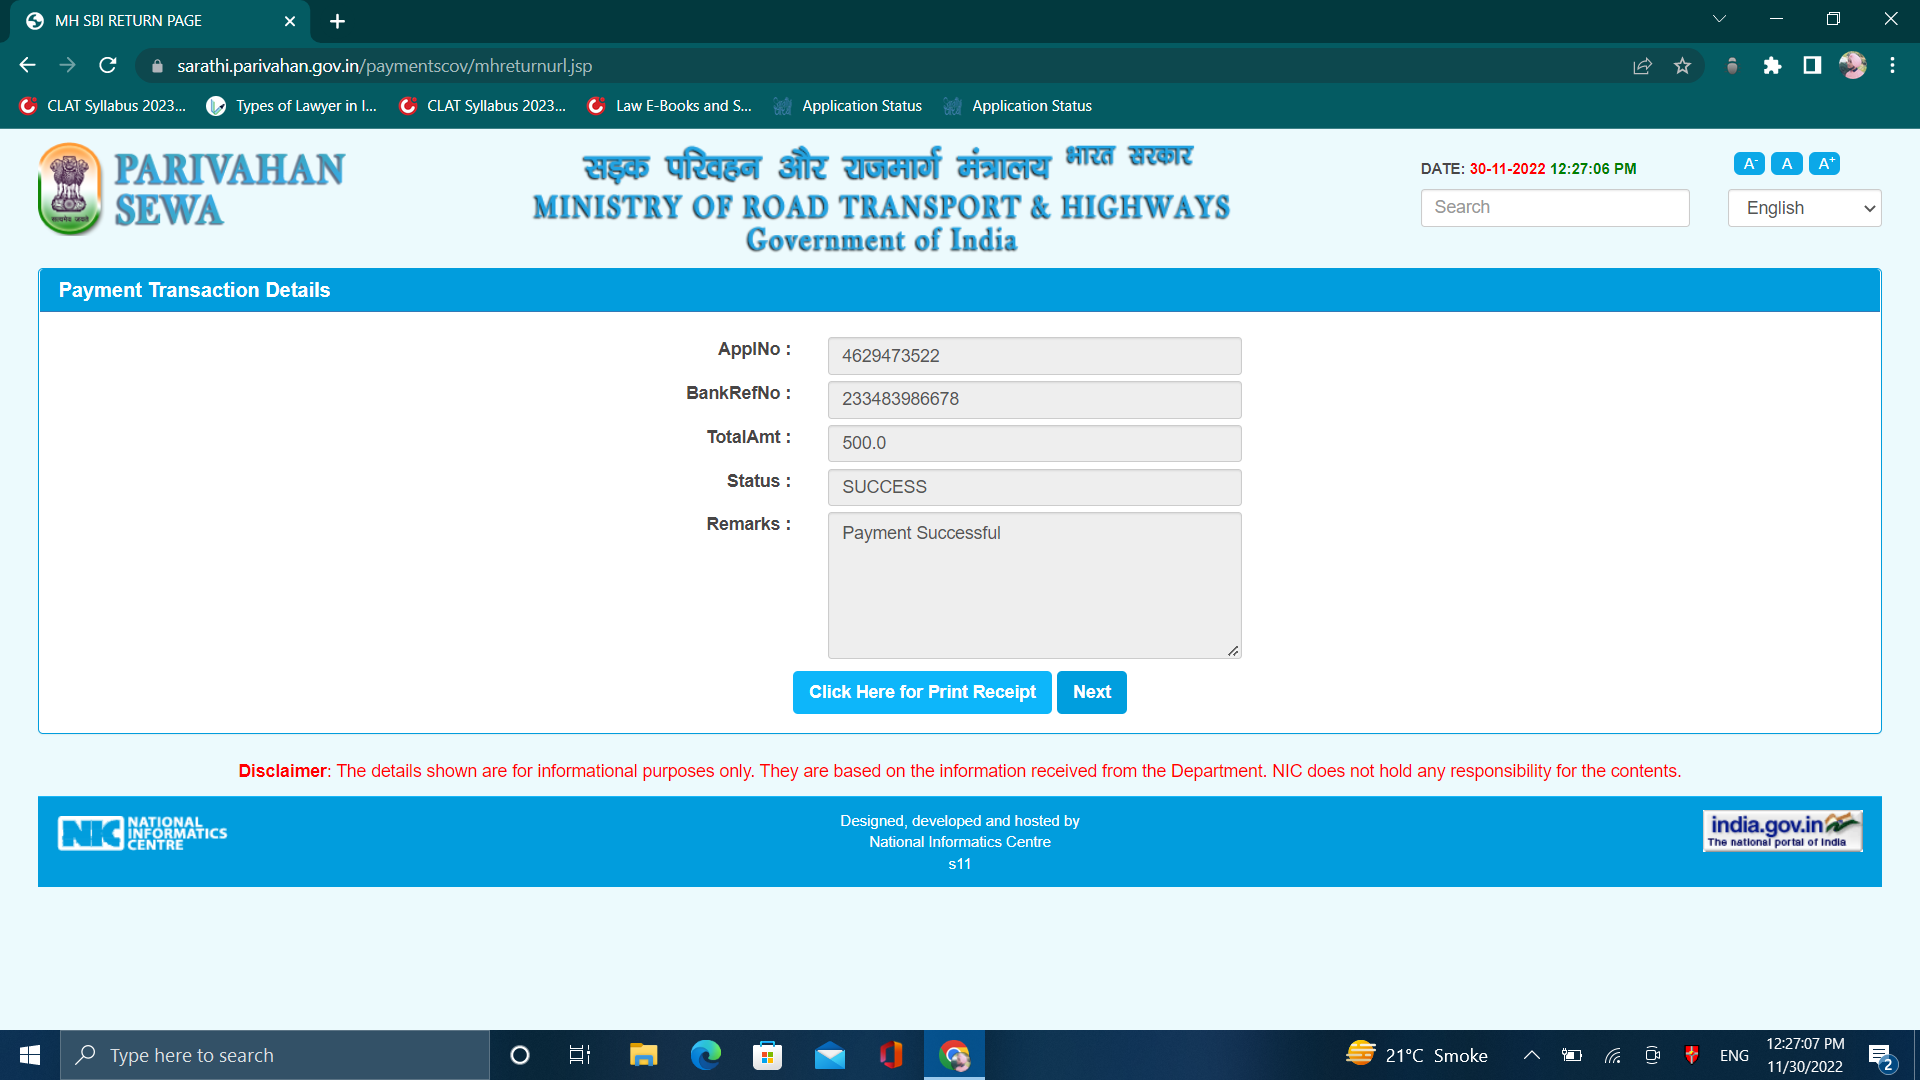 MH SBI RETURN PAGE
sarathi.parivahan.gov.in/paymentscov/mhreturnurl.jsp
CLAT Syllabus 2023... Types of Lawyer in I... CLAT Syllabus 2023... Law E-Books and S... Application Status Application Status
PARIVAHAN
SEWA
सत्यमेव जयते
सड़क परिवहन और राजमार्ग मंत्रालय भारत सरकार
MINISTRY OF ROAD TRANSPORT & HIGHWAYS
Government of India
DATE: 30-11-2022 12:27:06 PM
A- A A+
Search
English
Payment Transaction Details
ApplNo : 4629473522
BankRefNo : 233483986678
TotalAmt : 500.0
Status : SUCCESS
Remarks : Payment Successful
Click Here for Print Receipt Next
Disclaimer: The details shown are for informational purposes only. They are based on the information received from the Department. NIC does not hold any responsibility for the contents.
NIC NATIONAL
INFORMATICS
CENTRE
Designed, developed and hosted by
National Informatics Centre
s11
india.gov.in
The national portal of India
Type here to search
21°C Smoke
ENG
12:27:07 PM
11/30/2022
2